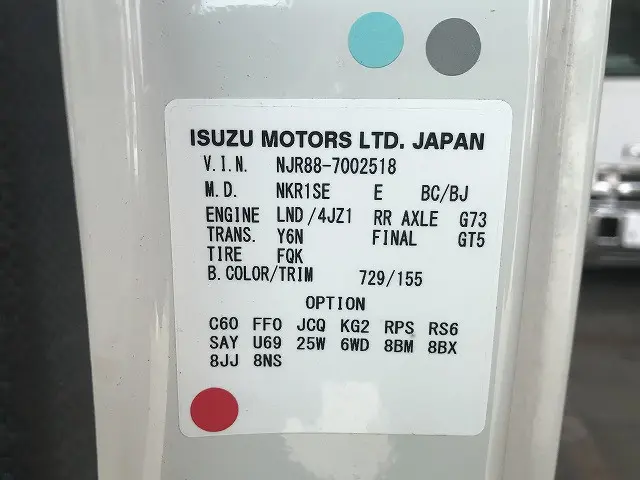 ISUZU MOTORS LTD. JAPAN
V.I.N. NJR88-7002518
M.D. NKR1SE E BC/BJ
ENGINE LND/4JZ1 RR AXLE G73
TRANS. Y6N FINAL GT5
TIRE FQK
B.COLOR/TRIM 729/155
OPTION
C60 FF0 JCQ KG2 RPS RS6
SAY U69 25W 6WD 8BM 8BX
8JJ 8NS